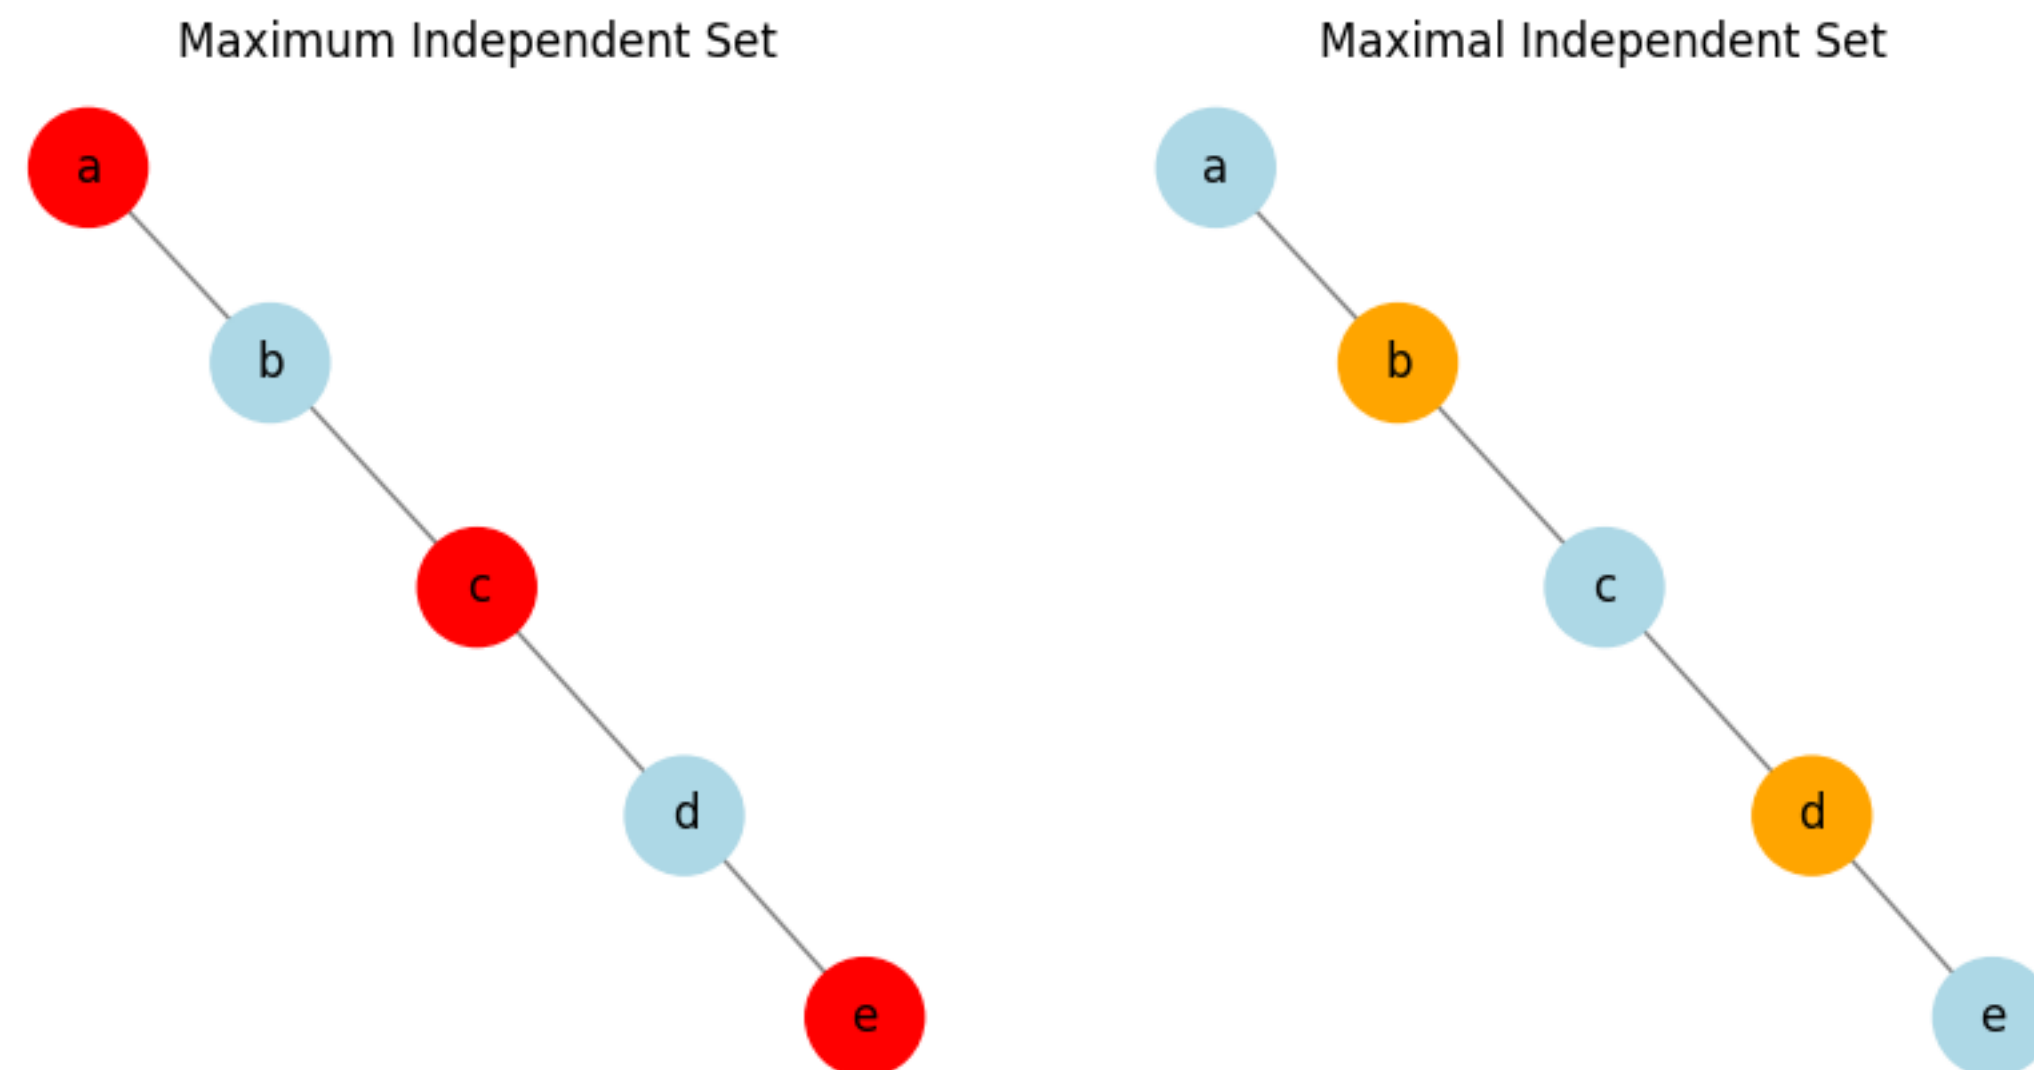 Maximum Independent Set
a
b
c
d
e
Maximal Independent Set
a
b
c
d
e